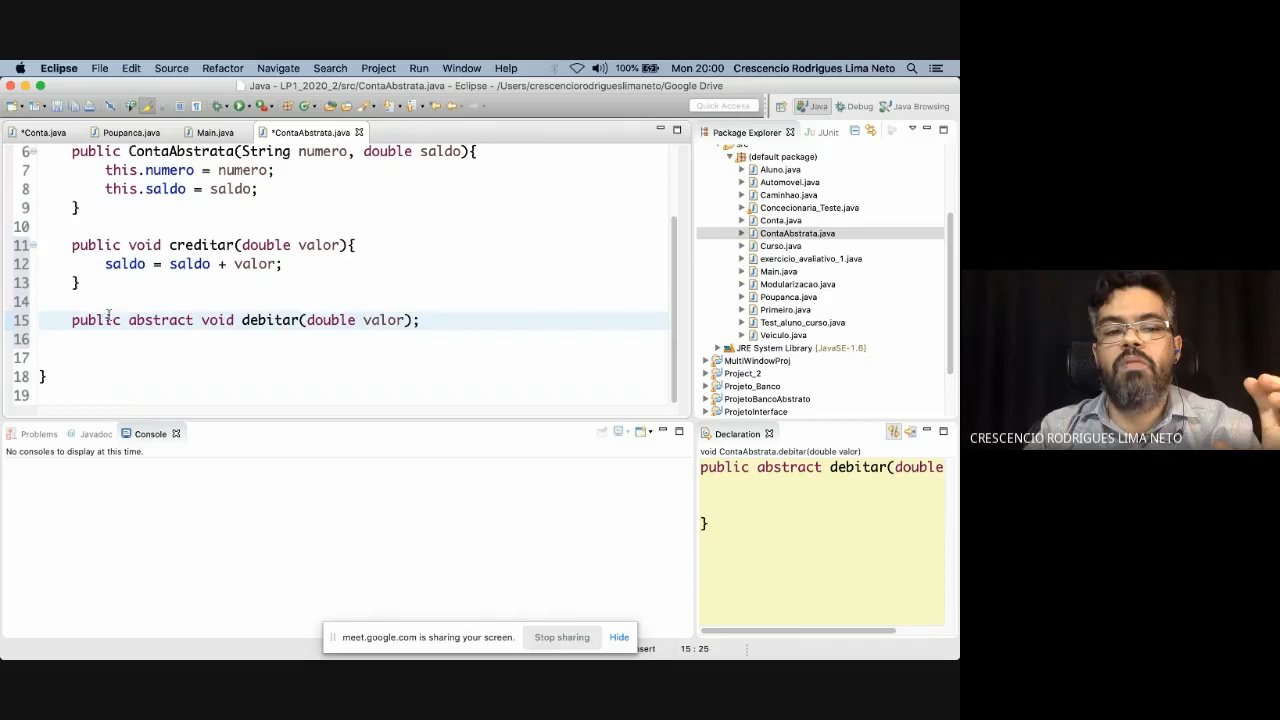 Eclipse File Edit Source Refactor Navigate Search Project Run Window Help 100% Mon 20:00 Crescencio Rodrigues Lima Neto
Java - LP1_2020_2/src/ContaAbstrata.java - Eclipse - /Users/crescenciorodrigueslimaneto/Google Drive
Quick Access Java Debug Java Browsing
*Conta.java Poupanca.java Main.java *ContaAbstrata.java
6 public ContaAbstrata(String numero, double saldo){
7 this.numero = numero;
8 this.saldo = saldo;
9 }
10
11 public void creditar(double valor){
12 saldo = saldo + valor;
13 }
14
15 public abstract void debitar(double valor);
16
17
18 }
19
Package Explorer JUnit
src
(default package)
Aluno.java
Automovel.java
Caminhao.java
Concecionaria_Teste.java
Conta.java
ContaAbstrata.java
Curso.java
exercicio_avaliativo_1.java
Main.java
Modularizacao.java
Poupanca.java
Primeiro.java
Test_aluno_curso.java
Veiculo.java
JRE System Library [JavaSE-1.6]
MultiWindowProj
Project_2
Projeto_Banco
ProjetoBancoAbstrato
ProjetoInterface
Problems Javadoc Console
No consoles to display at this time.
Declaration
void ContaAbstrata.debitar(double valor)
public abstract debitar(double
}
meet.google.com is sharing your screen. Stop sharing Hide
15 : 25
CRESCENCIO RODRIGUES LIMA NETO